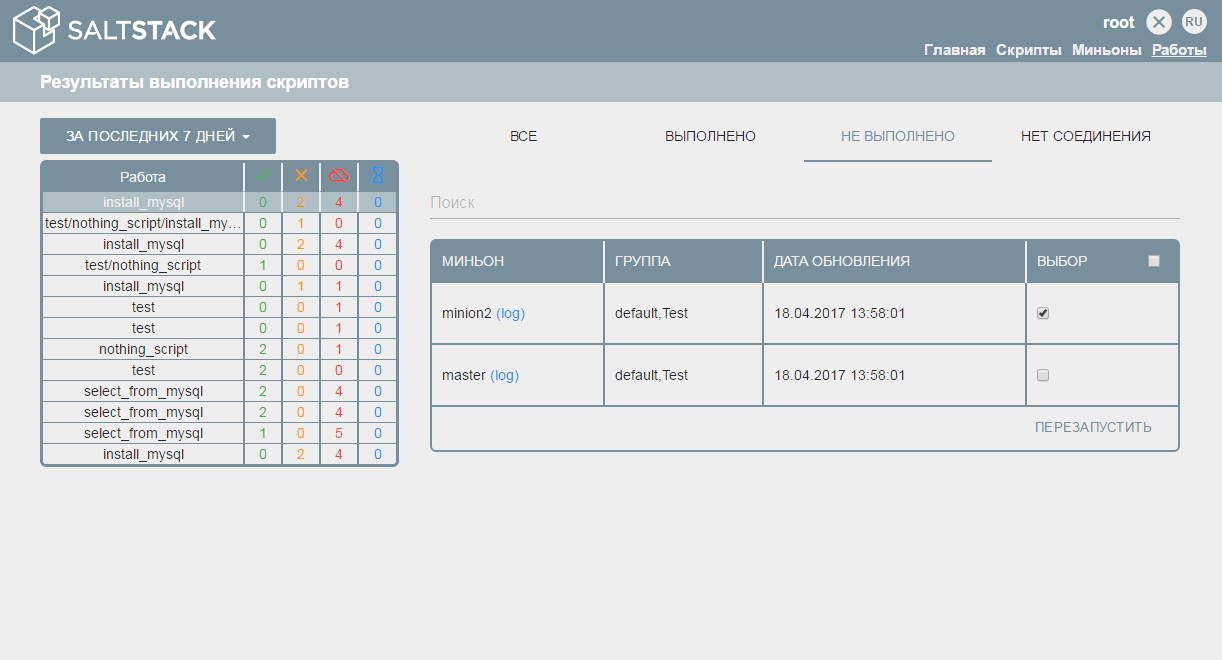 SALTSTACK
root
RU
Главная Скрипты Миньоны Работы
Результаты выполнения скриптов
ЗА ПОСЛЕДНИХ 7 ДНЕЙ
Работа
install_mysql 0 2 4 0
test/nothing_script/install_my... 0 1 0 0
install_mysql 0 2 4 0
test/nothing_script 1 0 0 0
install_mysql 0 1 1 0
test 0 0 1 0
test 0 0 1 0
nothing_script 2 0 1 0
test 2 0 0 0
select_from_mysql 2 0 4 0
select_from_mysql 2 0 4 0
select_from_mysql 1 0 5 0
install_mysql 0 2 4 0
ВСЕ ВЫПОЛНЕНО НЕ ВЫПОЛНЕНО НЕТ СОЕДИНЕНИЯ
Поиск
МИНЬОН ГРУППА ДАТА ОБНОВЛЕНИЯ ВЫБОР
minion2 (log) default,Test 18.04.2017 13:58:01
master (log) default,Test 18.04.2017 13:58:01
ПЕРЕЗАПУСТИТЬ